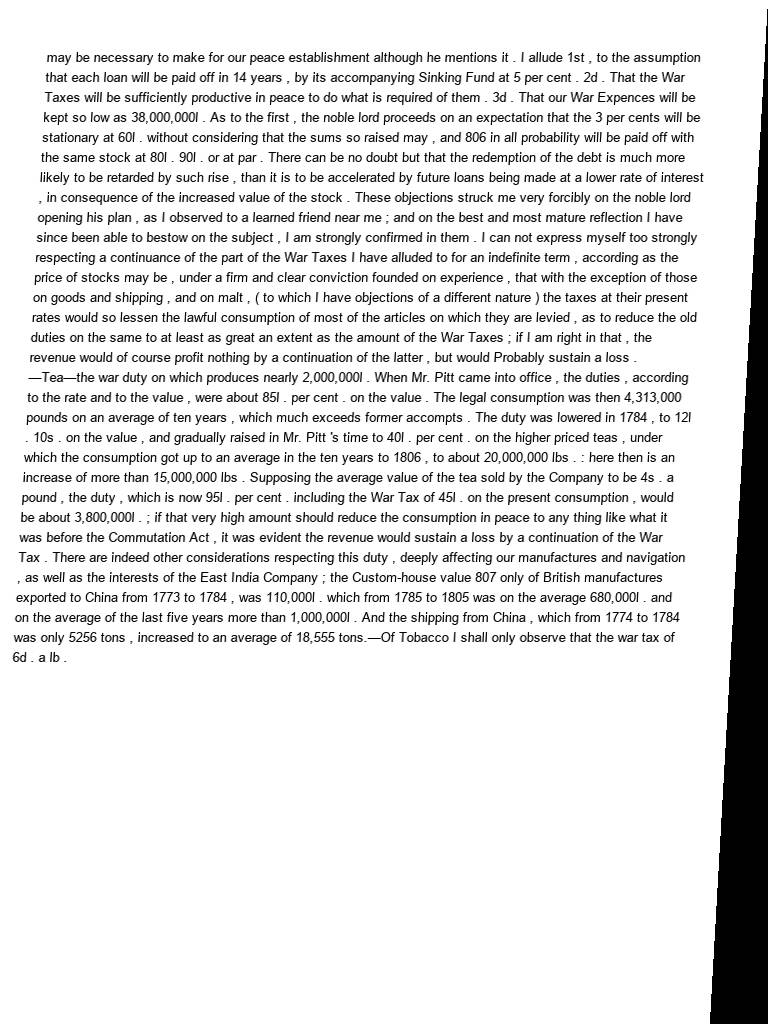 may be necessary to make for our peace establishment although he mentions it . I allude 1st , to the assumption
that each loan will be paid off in 14 years , by its accompanying Sinking Fund at 5 per cent . 2d . That the War
Taxes will be sufficiently productive in peace to do what is required of them . 3d . That our War Expences will be
kept so low as 38,000,000l . As to the first , the noble lord proceeds on an expectation that the 3 per cents will be
stationary at 60l . without considering that the sums so raised may , and 806 in all probability will be paid off with
the same stock at 80l . 90l . or at par . There can be no doubt but that the redemption of the debt is much more
likely to be retarded by such rise , than it is to be accelerated by future loans being made at a lower rate of interest
, in consequence of the increased value of the stock . These objections struck me very forcibly on the noble lord
opening his plan , as I observed to a learned friend near me ; and on the best and most mature reflection I have
since been able to bestow on the subject , I am strongly confirmed in them . I can not express myself too strongly
respecting a continuance of the part of the War Taxes I have alluded to for an indefinite term , according as the
price of stocks may be , under a firm and clear conviction founded on experience , that with the exception of those
on goods and shipping , and on malt , ( to which I have objections of a different nature ) the taxes at their present
rates would so lessen the lawful consumption of most of the articles on which they are levied , as to reduce the old
duties on the same to at least as great an extent as the amount of the War Taxes ; if I am right in that , the
revenue would of course profit nothing by a continuation of the latter , but would Probably sustain a loss .
—Tea—the war duty on which produces nearly 2,000,000l . When Mr. Pitt came into office , the duties , according
to the rate and to the value , were about 85l . per cent . on the value . The legal consumption was then 4,313,000
pounds on an average of ten years , which much exceeds former accompts . The duty was lowered in 1784 , to 12l
. 10s . on the value , and gradually raised in Mr. Pitt 's time to 40l . per cent . on the higher priced teas , under
which the consumption got up to an average in the ten years to 1806 , to about 20,000,000 lbs . : here then is an
increase of more than 15,000,000 lbs . Supposing the average value of the tea sold by the Company to be 4s . a
pound , the duty , which is now 95l . per cent . including the War Tax of 45l . on the present consumption , would
be about 3,800,000l . ; if that very high amount should reduce the consumption in peace to any thing like what it
was before the Commutation Act , it was evident the revenue would sustain a loss by a continuation of the War
Tax . There are indeed other considerations respecting this duty , deeply affecting our manufactures and navigation
, as well as the interests of the East India Company ; the Custom-house value 807 only of British manufactures
exported to China from 1773 to 1784 , was 110,000l . which from 1785 to 1805 was on the average 680,000l . and
on the average of the last five years more than 1,000,000l . And the shipping from China , which from 1774 to 1784
was only 5256 tons , increased to an average of 18,555 tons.—Of Tobacco I shall only observe that the war tax of
6d . a lb .